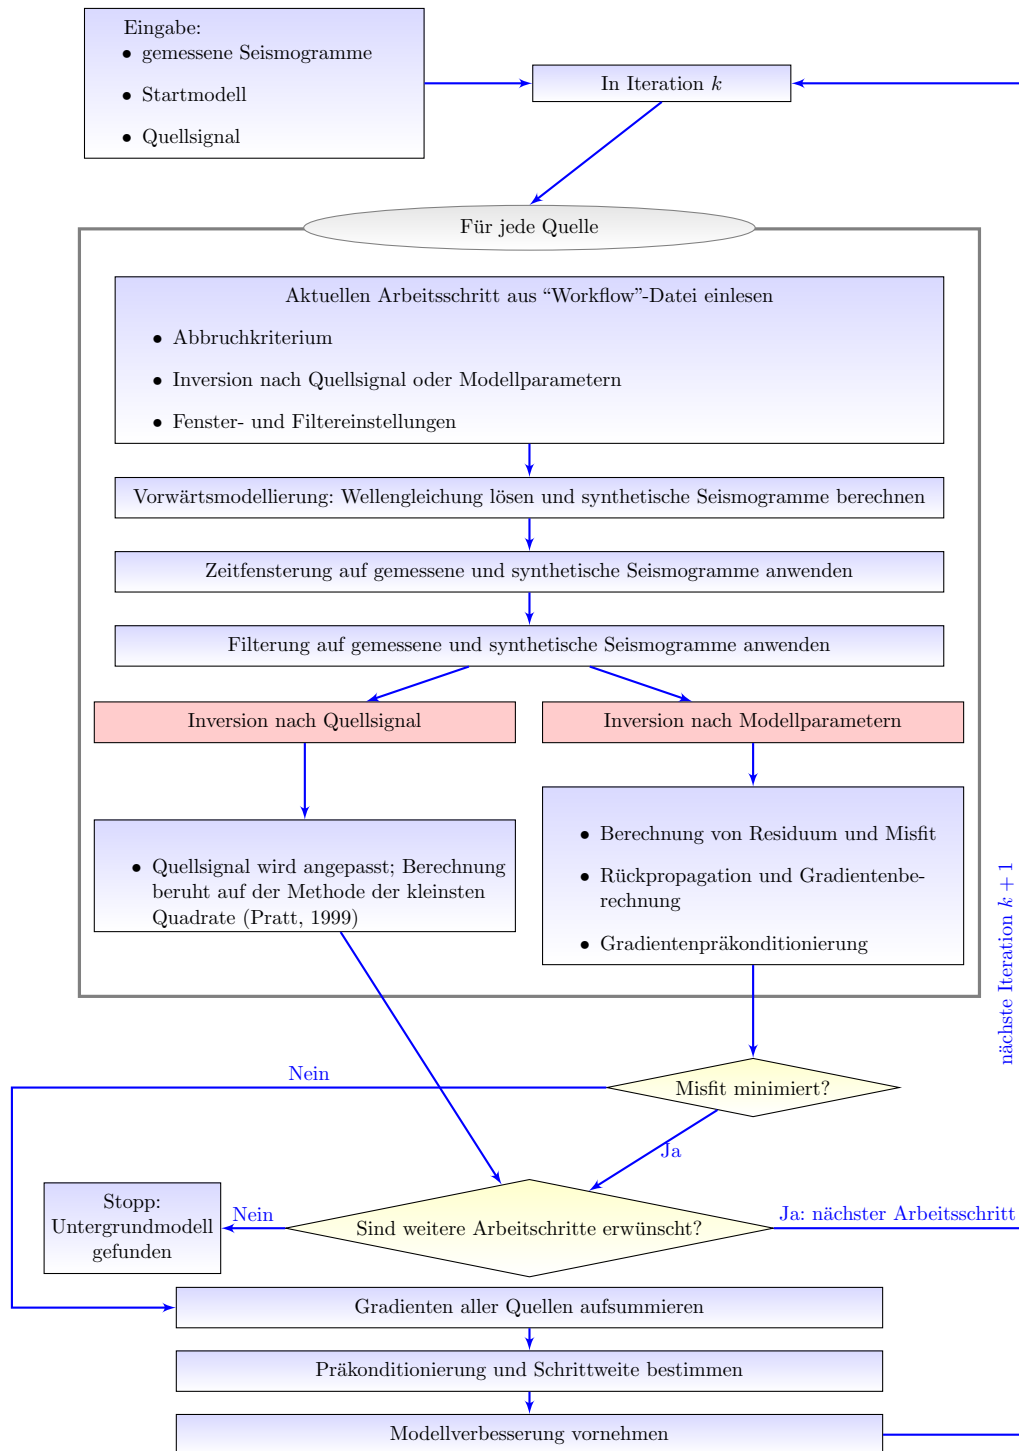 Eingabe:
• gemessene Seismogramme
• Startmodell
• Quellsignal
In Iteration k
Für jede Quelle
Aktuellen Arbeitsschritt aus “Workflow”-Datei einlesen
• Abbruchkriterium
• Inversion nach Quellsignal oder Modellparametern
• Fenster- und Filtereinstellungen
Vorwärtsmodellierung: Wellengleichung lösen und synthetische Seismogramme berechnen
Zeitfensterung auf gemessene und synthetische Seismogramme anwenden
Filterung auf gemessene und synthetische Seismogramme anwenden
Inversion nach Quellsignal
Inversion nach Modellparametern
• Quellsignal wird angepasst; Berechnung
beruht auf der Methode der kleinsten
Quadrate (Pratt, 1999)
• Berechnung von Residuum und Misfit
• Rückpropagation und Gradientenbe-
rechnung
• Gradientenpräkonditionierung
nächste Iteration k + 1
Nein
Misfit minimiert?
Ja
Stopp:
Untergrundmodell
gefunden
Nein
Sind weitere Arbeitschritte erwünscht?
Ja: nächster Arbeitsschritt
Gradienten aller Quellen aufsummieren
Präkonditionierung und Schrittweite bestimmen
Modellverbesserung vornehmen